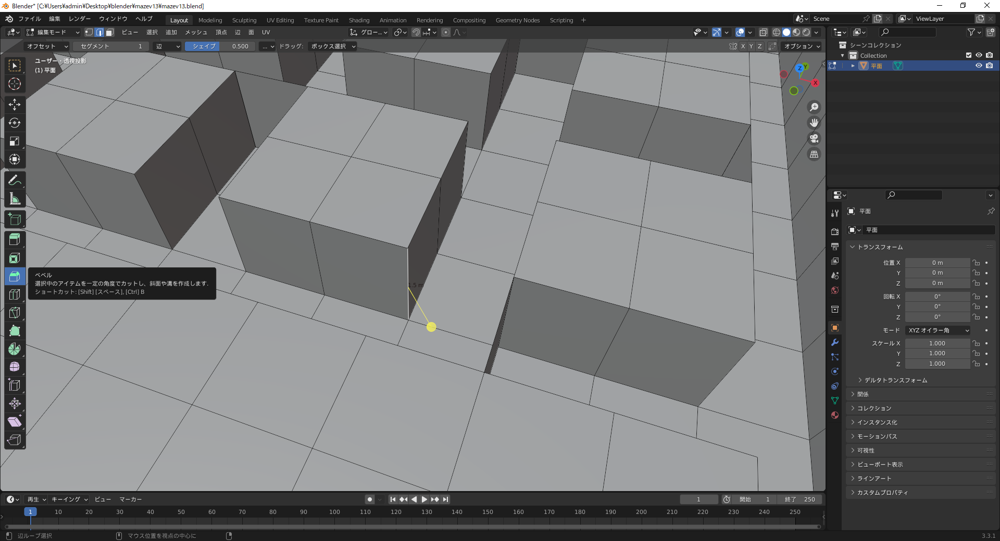 Blender* [C:¥Users¥admin¥Desktop¥blender¥mazev13¥mazev13.blend]
ファイル 編集 レンダー ウィンドウ ヘルプ Layout Modeling Sculpting UV Editing Texture Paint Shading Animation Rendering Compositing Geometry Nodes Scripting + Scene ViewLayer
編集モード ビュー 選択 追加 メッシュ 頂点 辺 面 UV グロー...
オフセット セグメント 1 辺 シェイプ 0.500 ... ドラッグ: ボックス選択 X Y Z オプション
シーンコレクション
Collection
平面
ユーザー・透視投影
(1) 平面
Z Y X
1.5 m
ベベル
選択中のアイテムを一定の角度でカットし、斜面や溝を作成します.
ショートカット: [Shift] [スペース], [Ctrl] B
平面
平面
トランスフォーム
位置 X 0 m
Y 0 m
Z 0 m
回転 X 0°
Y 0°
Z 0°
モード XYZ オイラー角
スケール X 1.000
Y 1.000
Z 1.000
デルタトランスフォーム
関係
コレクション
インスタンス化
モーションパス
可視性
ビューポート表示
ラインアート
カスタムプロパティ
再生 キーイング ビュー マーカー 1 開始 1 終了 250
1 10 20 30 40 50 60 70 80 90 100 110 120 130 140 150 160 170 180 190 200 210 220 230 240 250
辺ループ選択 マウス位置を視点の中心に 3.3.1